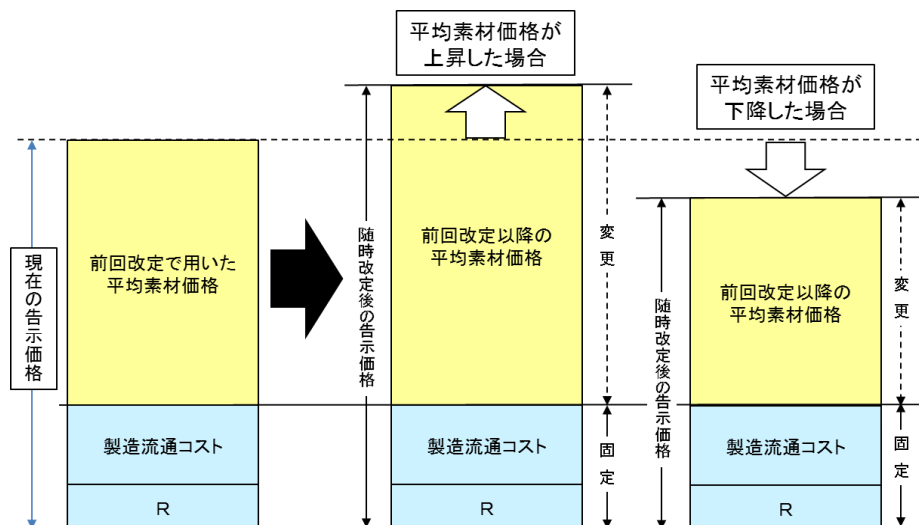 平均素材価格が
上昇した場合
平均素材価格が
下降した場合
現在の告示価格
前回改定で用いた
平均素材価格
製造流通コスト
R
随時改定後の告示価格
前回改定以降の
平均素材価格
製造流通コスト
R
変更
固定
随時改定後の告示価格
前回改定以降の
平均素材価格
製造流通コスト
R
変更
固定